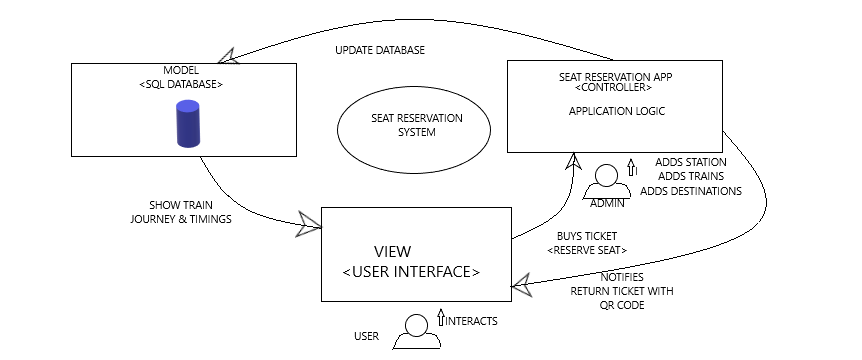 UPDATE DATABASE
MODEL
<SQL DATABASE>
SEAT RESERVATION
SYSTEM
SEAT RESERVATION APP
<CONTROLLER>
APPLICATION LOGIC
ADDS STATION
ADDS TRAINS
ADDS DESTINATIONS
ADMIN
SHOW TRAIN
JOURNEY & TIMINGS
VIEW
<USER INTERFACE>
BUYS TICKET
<RESERVE SEAT>
NOTIFIES
RETURN TICKET WITH
QR CODE
INTERACTS
USER